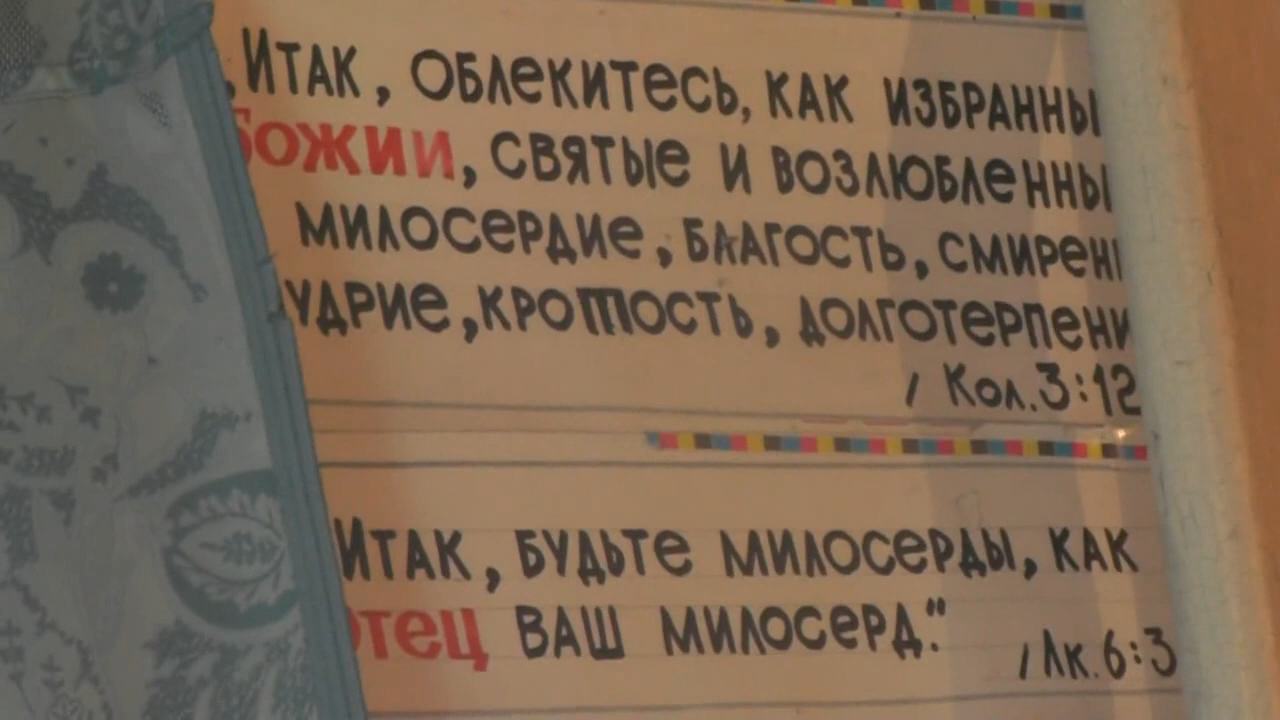 „Итак, облекитесь, как избранны
Божии, святые и возлюбленны
милосердие, благость, смирен
удрие, кротость, долготерпени
/ Кол. 3:12
Итак, будьте милосерды, как
Отец ваш милосерд."
/ Лк. 6:3